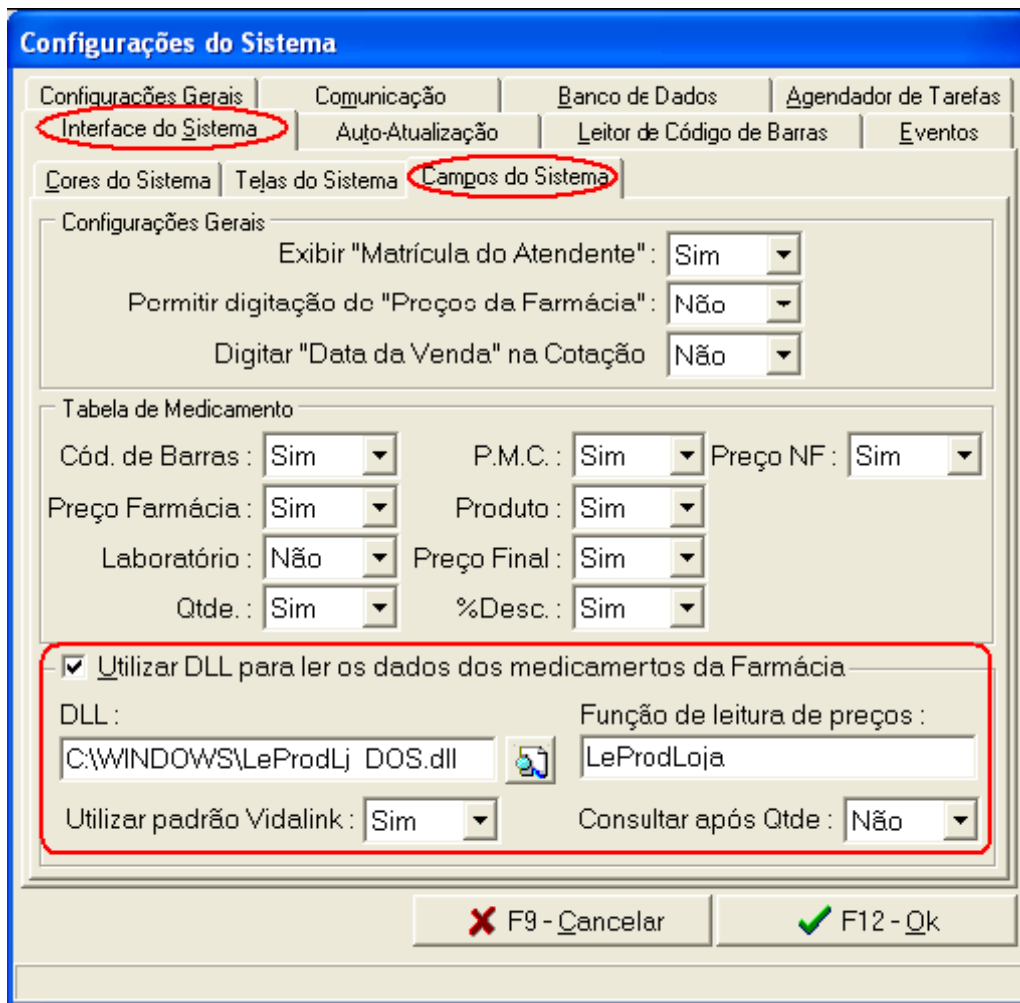 Configurações do Sistema
Configurações Gerais Comunicação Banco de Dados Agendador de Tarefas
Interface do Sistema Auto-Atualização Leitor de Código de Barras Eventos
Cores do Sistema Telas do Sistema Campos do Sistema
Configurações Gerais
Exibir "Matrícula do Atendente" : Sim
Permitir digitação de "Preços da Farmácia" : Não
Digitar "Data da Venda" na Cotação Não
Tabela de Medicamento
Cód. de Barras : Sim P.M.C. : Sim Preço NF : Sim
Preço Farmácia : Sim Produto : Sim
Laboratório : Não Preço Final : Sim
Qtde. : Sim %Desc. : Sim
Utilizar DLL para ler os dados dos medicamertos da Farmácia
DLL : Função de leitura de preços :
C:\WINDOWS\LeProdLj DOS.dll LeProdLoja
Utilizar padrão Vidalink : Sim Consultar após Qtde : Não
F9 - Cancelar F12 - Ok